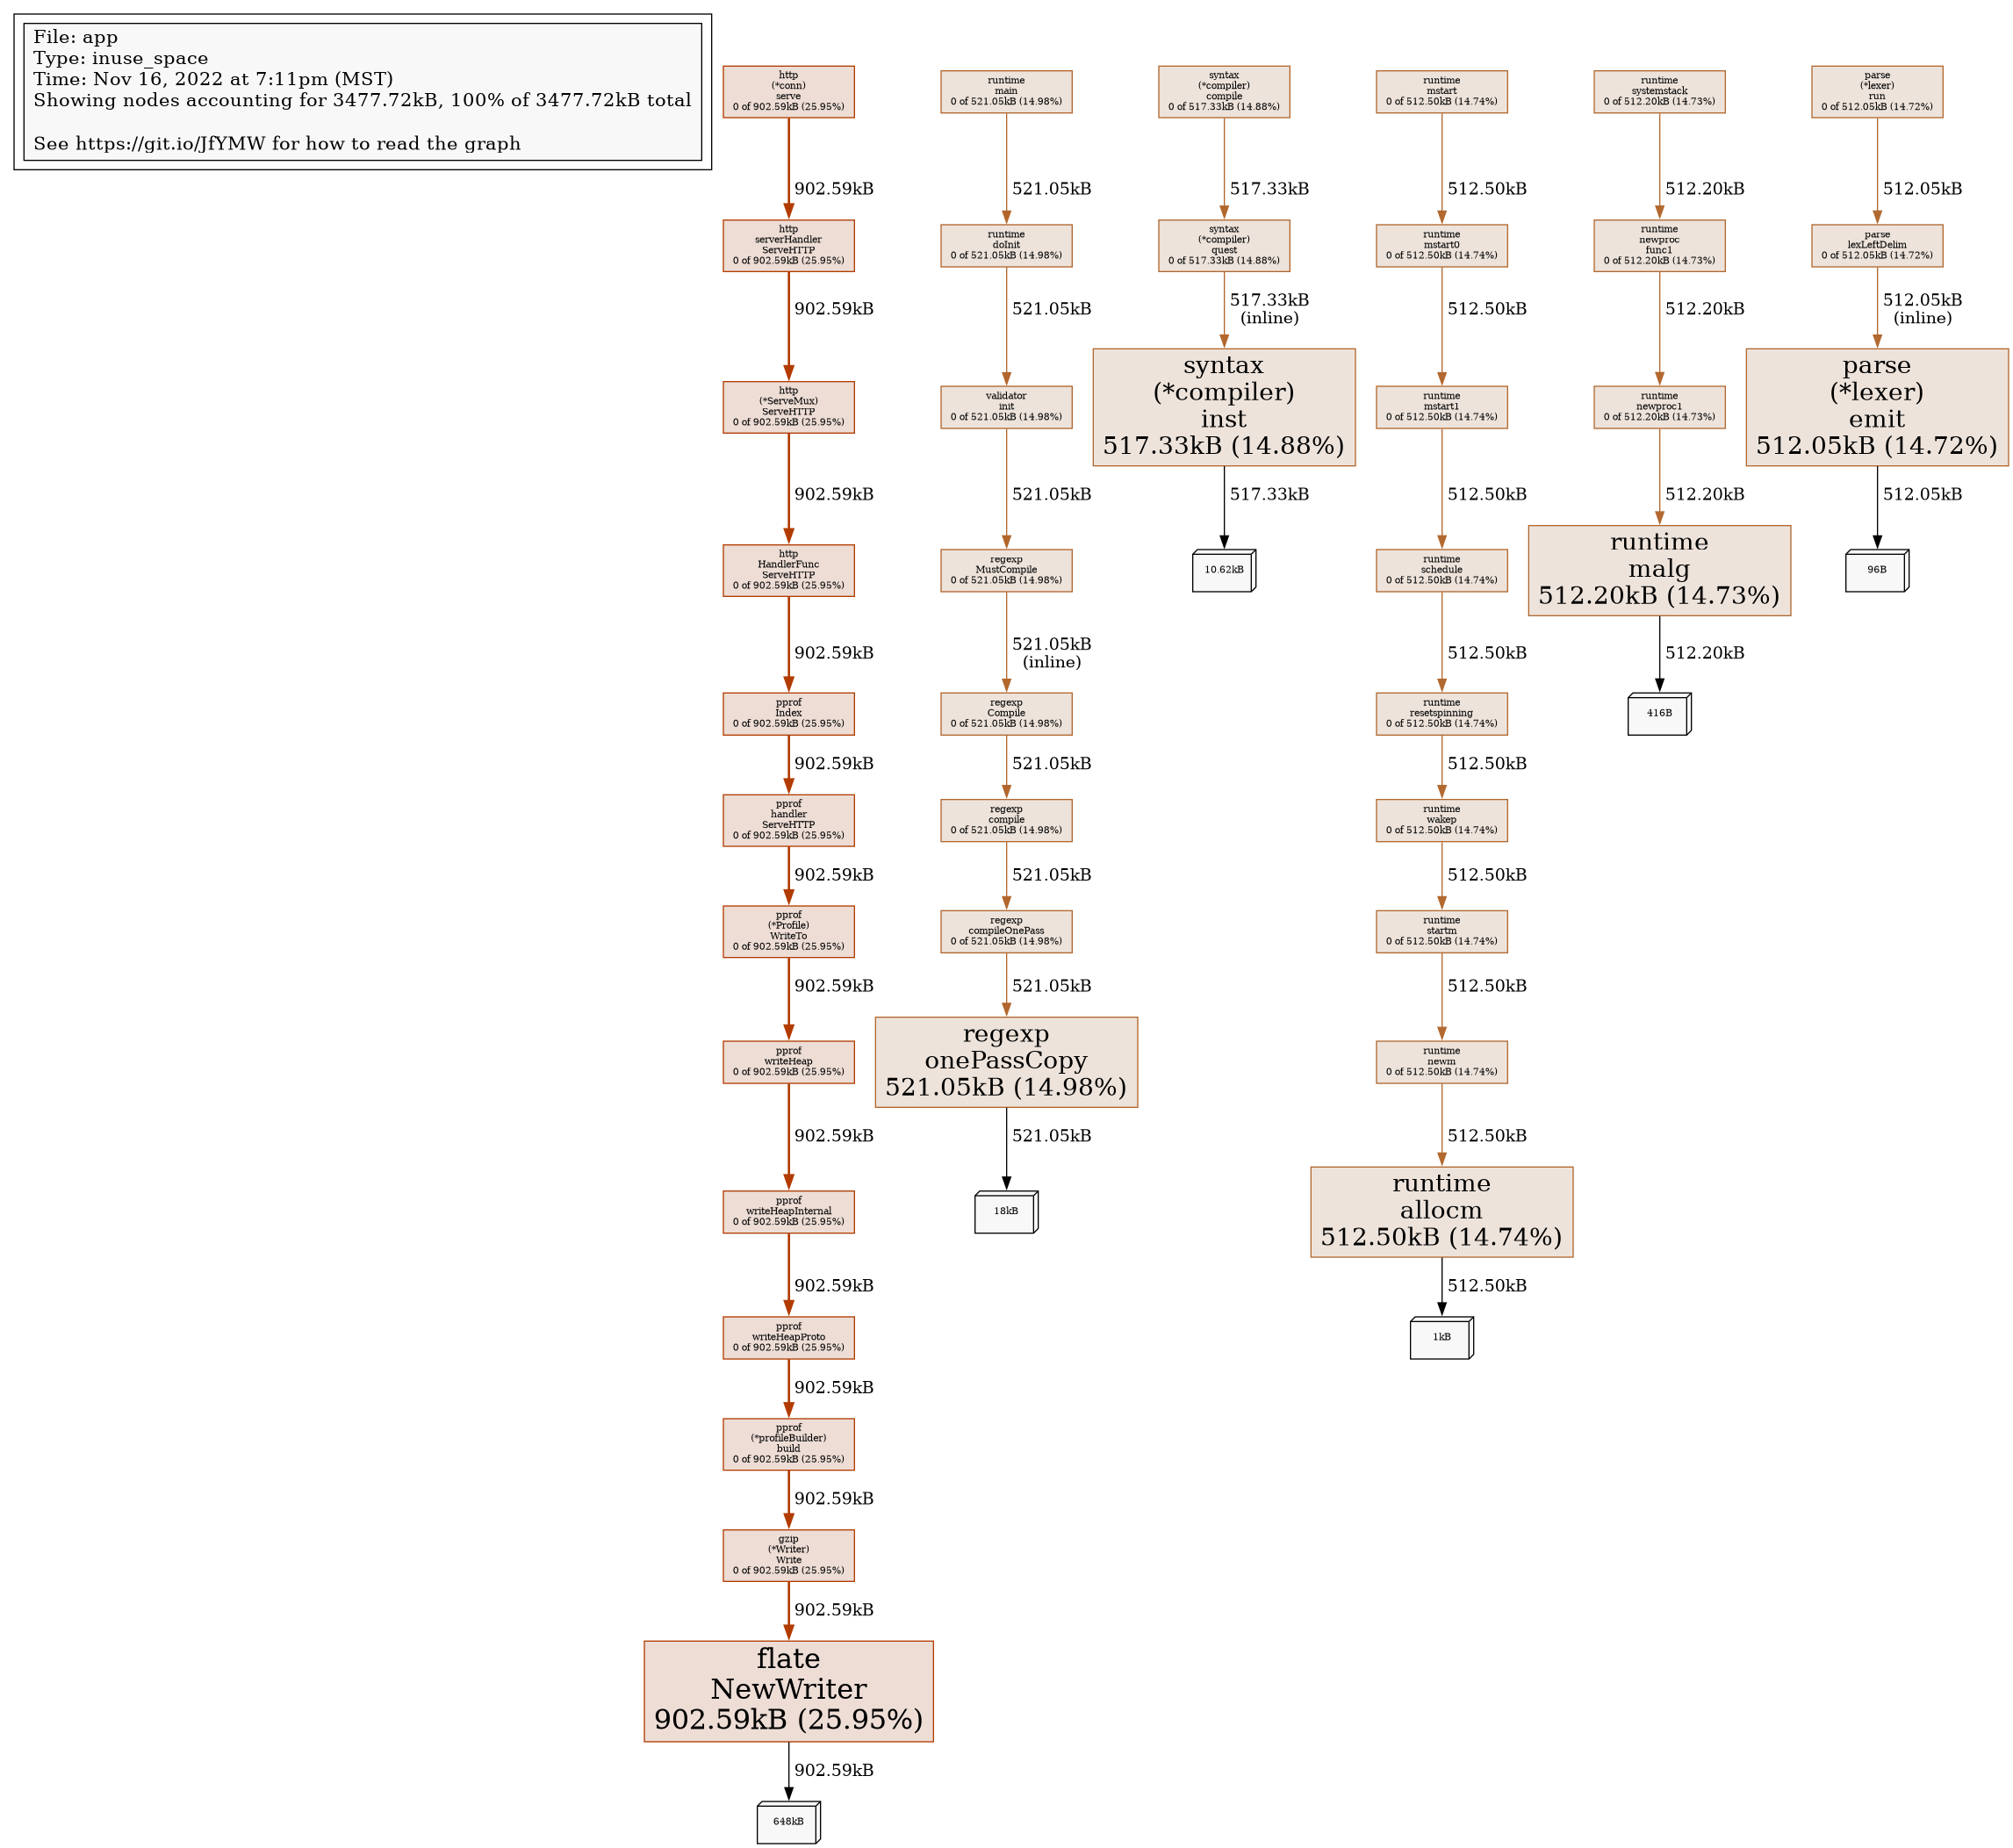 File: app
Type: inuse_space
Time: Nov 16, 2022 at 7:11pm (MST)
Showing nodes accounting for 3477.72kB, 100% of 3477.72kB total
See https://git.io/JfYMW for how to read the graph
http
(*conn)
serve
0 of 902.59kB (25.95%)
902.59kB
http
serverHandler
ServeHTTP
0 of 902.59kB (25.95%)
902.59kB
http
(*ServeMux)
ServeHTTP
0 of 902.59kB (25.95%)
902.59kB
http
HandlerFunc
ServeHTTP
0 of 902.59kB (25.95%)
902.59kB
pprof
Index
0 of 902.59kB (25.95%)
902.59kB
pprof
handler
ServeHTTP
0 of 902.59kB (25.95%)
902.59kB
pprof
(*Profile)
WriteTo
0 of 902.59kB (25.95%)
902.59kB
pprof
writeHeap
0 of 902.59kB (25.95%)
902.59kB
pprof
writeHeapInternal
0 of 902.59kB (25.95%)
902.59kB
pprof
writeHeapProto
0 of 902.59kB (25.95%)
902.59kB
pprof
(*profileBuilder)
build
0 of 902.59kB (25.95%)
902.59kB
gzip
(*Writer)
Write
0 of 902.59kB (25.95%)
902.59kB
flate
NewWriter
902.59kB (25.95%)
902.59kB
648kB
runtime
main
0 of 521.05kB (14.98%)
521.05kB
runtime
doInit
0 of 521.05kB (14.98%)
521.05kB
validator
init
0 of 521.05kB (14.98%)
521.05kB
regexp
MustCompile
0 of 521.05kB (14.98%)
521.05kB
(inline)
regexp
Compile
0 of 521.05kB (14.98%)
521.05kB
regexp
compile
0 of 521.05kB (14.98%)
521.05kB
regexp
compileOnePass
0 of 521.05kB (14.98%)
521.05kB
regexp
onePassCopy
521.05kB (14.98%)
521.05kB
18kB
syntax
(*compiler)
compile
0 of 517.33kB (14.88%)
517.33kB
syntax
(*compiler)
quest
0 of 517.33kB (14.88%)
517.33kB
(inline)
syntax
(*compiler)
inst
517.33kB (14.88%)
517.33kB
10.62kB
runtime
mstart
0 of 512.50kB (14.74%)
512.50kB
runtime
mstart0
0 of 512.50kB (14.74%)
512.50kB
runtime
mstart1
0 of 512.50kB (14.74%)
512.50kB
runtime
schedule
0 of 512.50kB (14.74%)
512.50kB
runtime
resetspinning
0 of 512.50kB (14.74%)
512.50kB
runtime
wakep
0 of 512.50kB (14.74%)
512.50kB
runtime
startm
0 of 512.50kB (14.74%)
512.50kB
runtime
newm
0 of 512.50kB (14.74%)
512.50kB
runtime
allocm
512.50kB (14.74%)
512.50kB
1kB
runtime
systemstack
0 of 512.20kB (14.73%)
512.20kB
runtime
newproc
func1
0 of 512.20kB (14.73%)
512.20kB
runtime
newproc1
0 of 512.20kB (14.73%)
512.20kB
runtime
malg
512.20kB (14.73%)
512.20kB
416B
parse
(*lexer)
run
0 of 512.05kB (14.72%)
512.05kB
parse
lexLeftDelim
0 of 512.05kB (14.72%)
512.05kB
(inline)
parse
(*lexer)
emit
512.05kB (14.72%)
512.05kB
96B